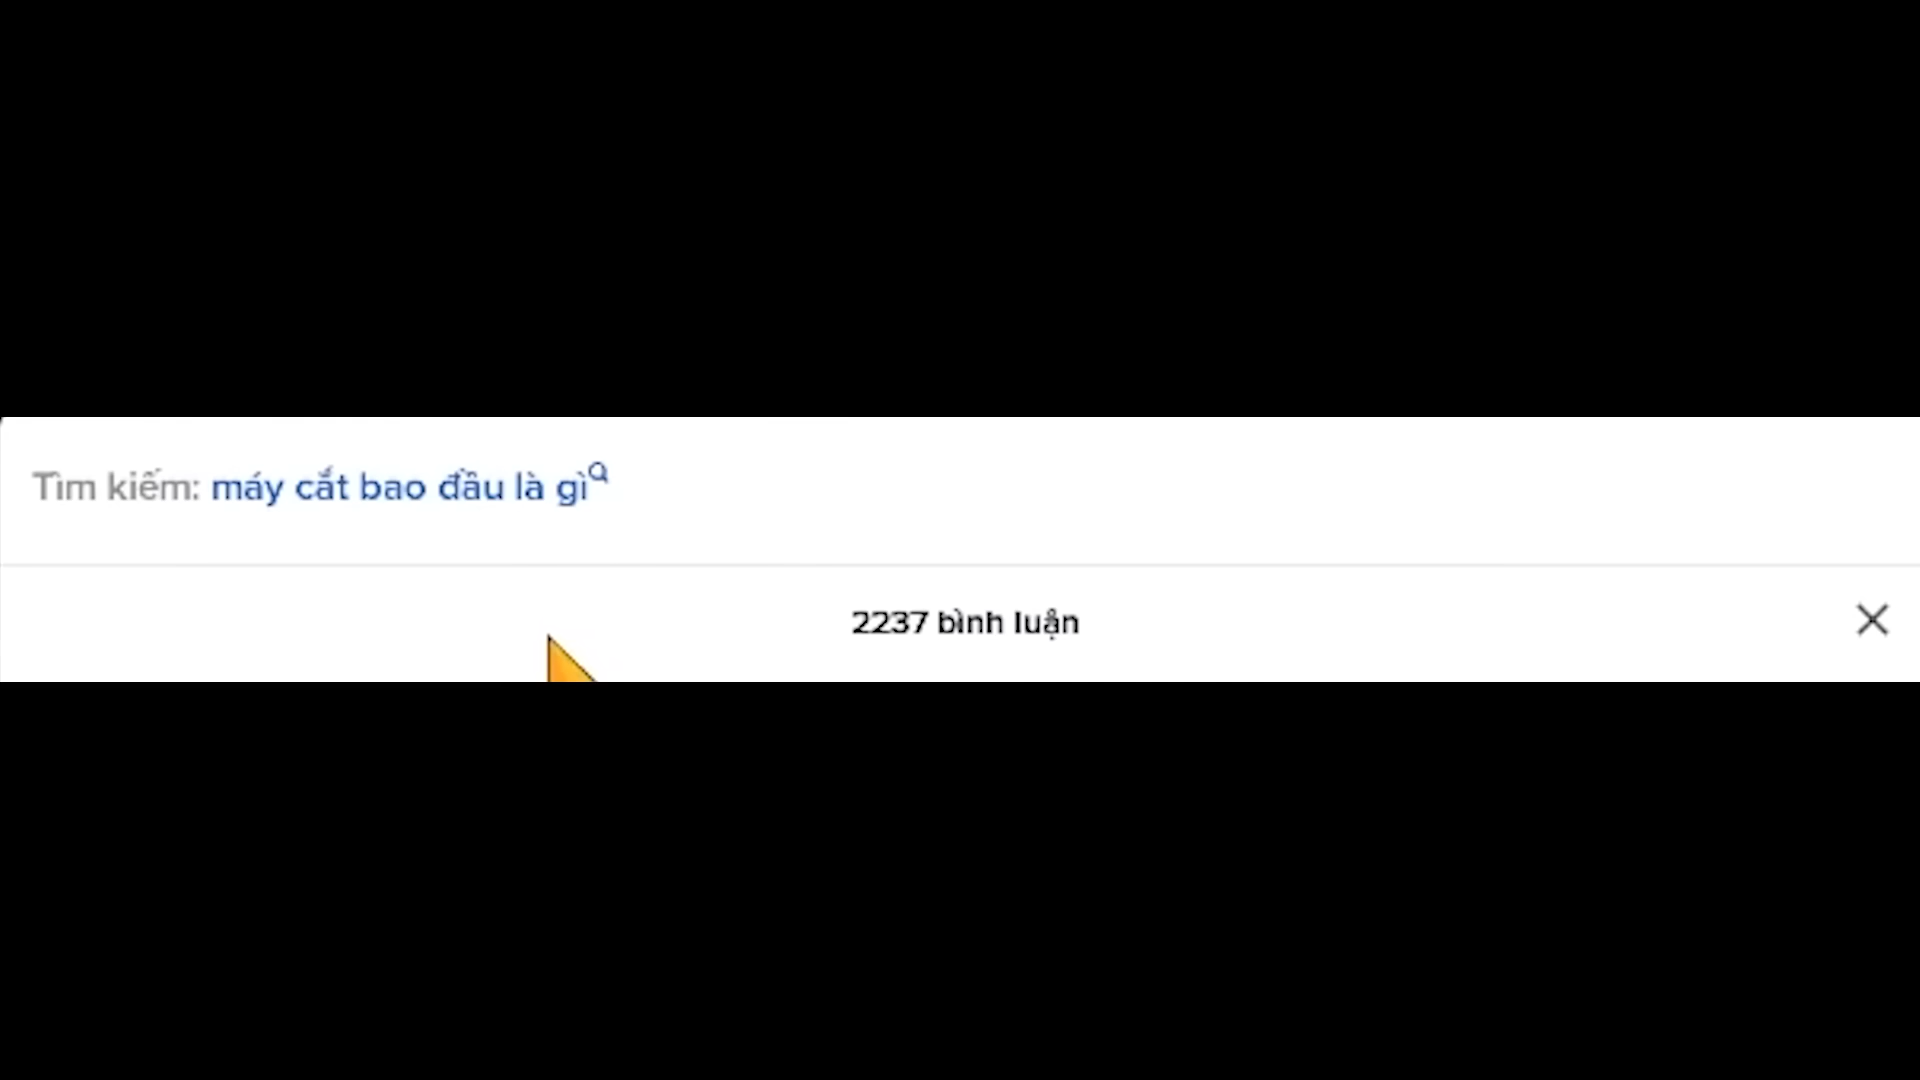 Tìm kiếm: máy cắt bao đầu là gì
2237 bình luận